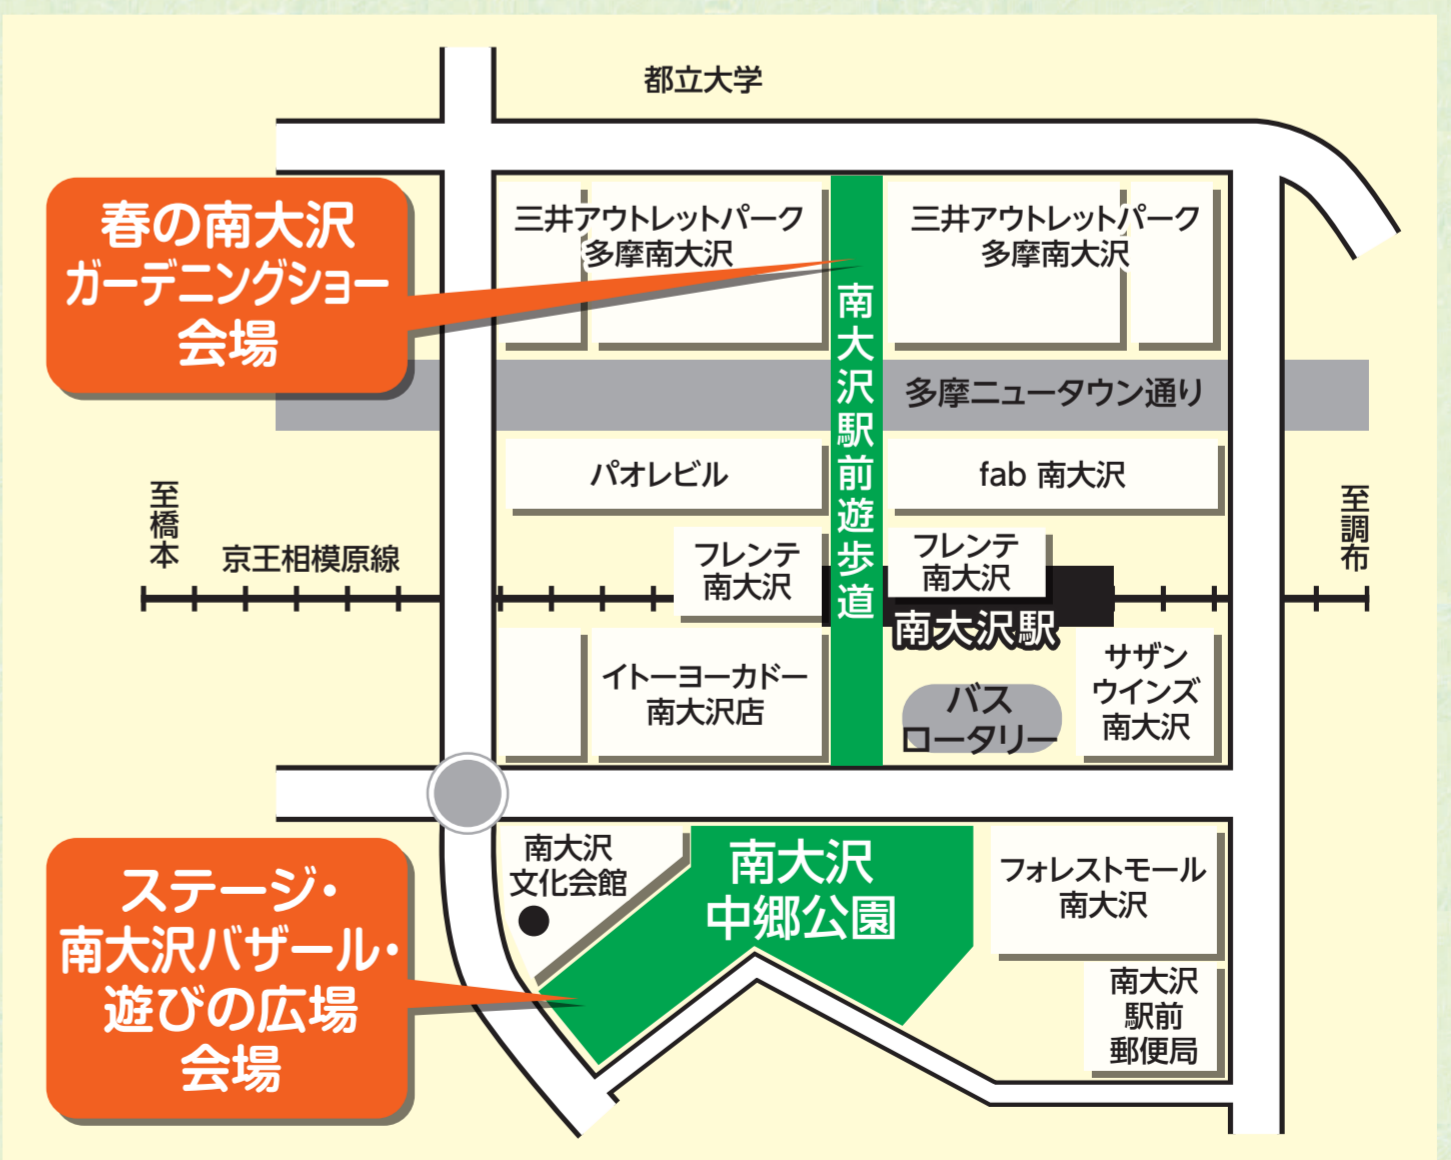 都立大学
春の南大沢
ガーデニングショー
会場
三井アウトレットパーク
多摩南大沢
三井アウトレットパーク
多摩南大沢
南大沢駅前遊歩道
多摩ニュータウン通り
パオレビル
fab 南大沢
至橋本
京王相模原線
フレンテ
南大沢
フレンテ
南大沢
至調布
南大沢駅
イトーヨーカドー
南大沢店
バス
ロータリー
サザン
ウインズ
南大沢
ステージ・
南大沢バザール・
遊びの広場
会場
南大沢
文化会館
南大沢
中郷公園
フォレストモール
南大沢
南大沢
駅前
郵便局